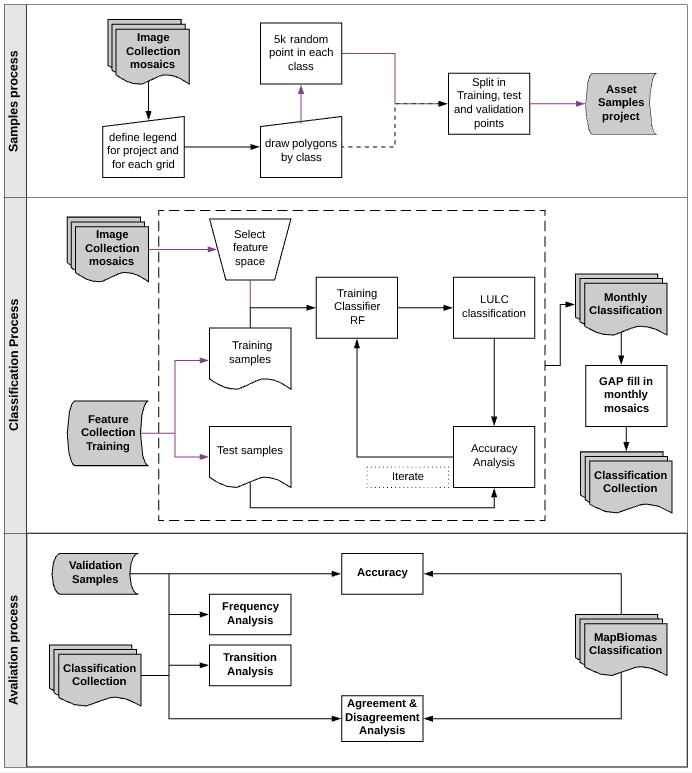 Samples process
Image
Collection
mosaics
define legend
for project and
for each grid
5k random
point in each
class
draw polygons
by class
Split in
Training, test
and validation
points
Asset
Samples
project
Classification Process
Image
Collection
mosaics
Select
feature
space
Training
samples
Feature
Collection
Training
Test samples
Training
Classifier
RF
LULC
classification
Accuracy
Analysis
Iterate
Monthly
Classification
GAP fill in
monthly
mosaics
Classification
Collection
Avaliation process
Validation
Samples
Classification
Collection
Accuracy
Frequency
Analysis
Transition
Analysis
Agreement &
Disagreement
Analysis
MapBiomas
Classification